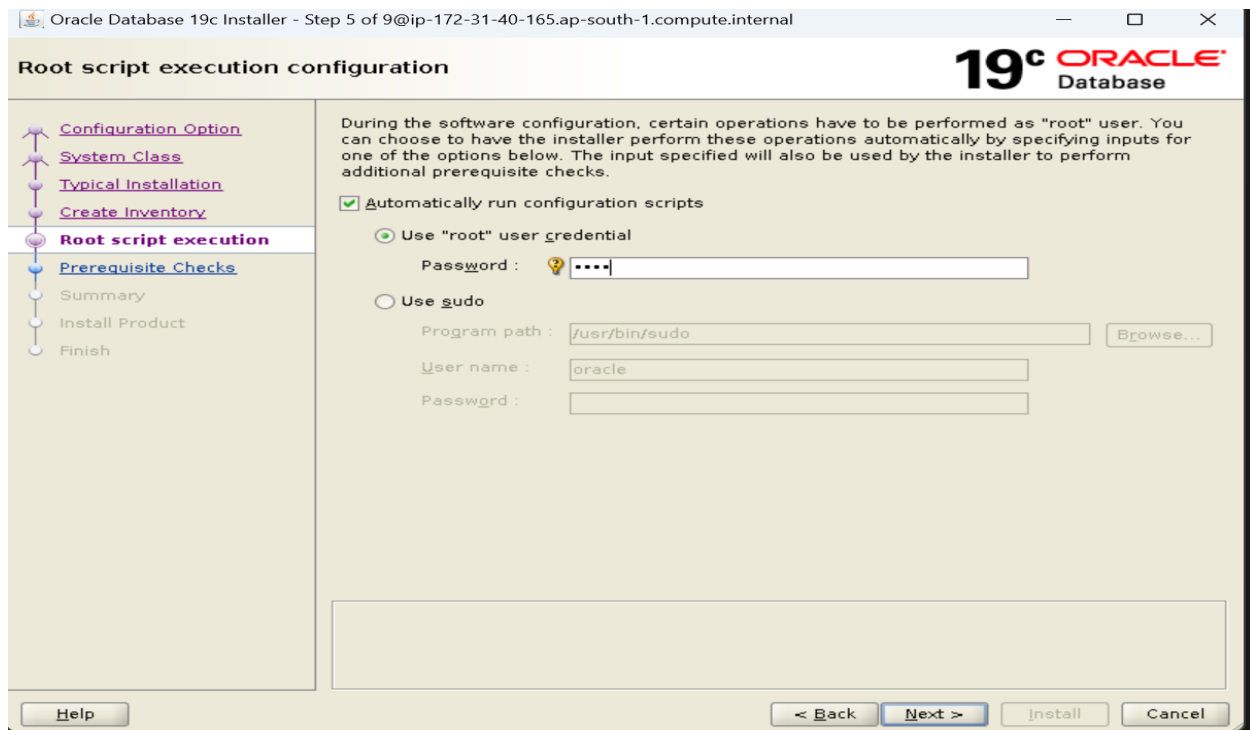 Oracle Database 19c Installer - Step 5 of 9@ip-172-31-40-165.ap-south-1.compute.internal
Root script execution configuration
19c ORACLE
Database
Configuration Option
System Class
Typical Installation
Create Inventory
Root script execution
Prerequisite Checks
Summary
Install Product
Finish
During the software configuration, certain operations have to be performed as "root" user. You
can choose to have the installer perform these operations automatically by specifying inputs for
one of the options below. The input specified will also be used by the installer to perform
additional prerequisite checks.
Automatically run configuration scripts
Use "root" user credential
Password :
Use sudo
Program path : /usr/bin/sudo Browse...
User name : oracle
Password :
Help < Back Next > Install Cancel